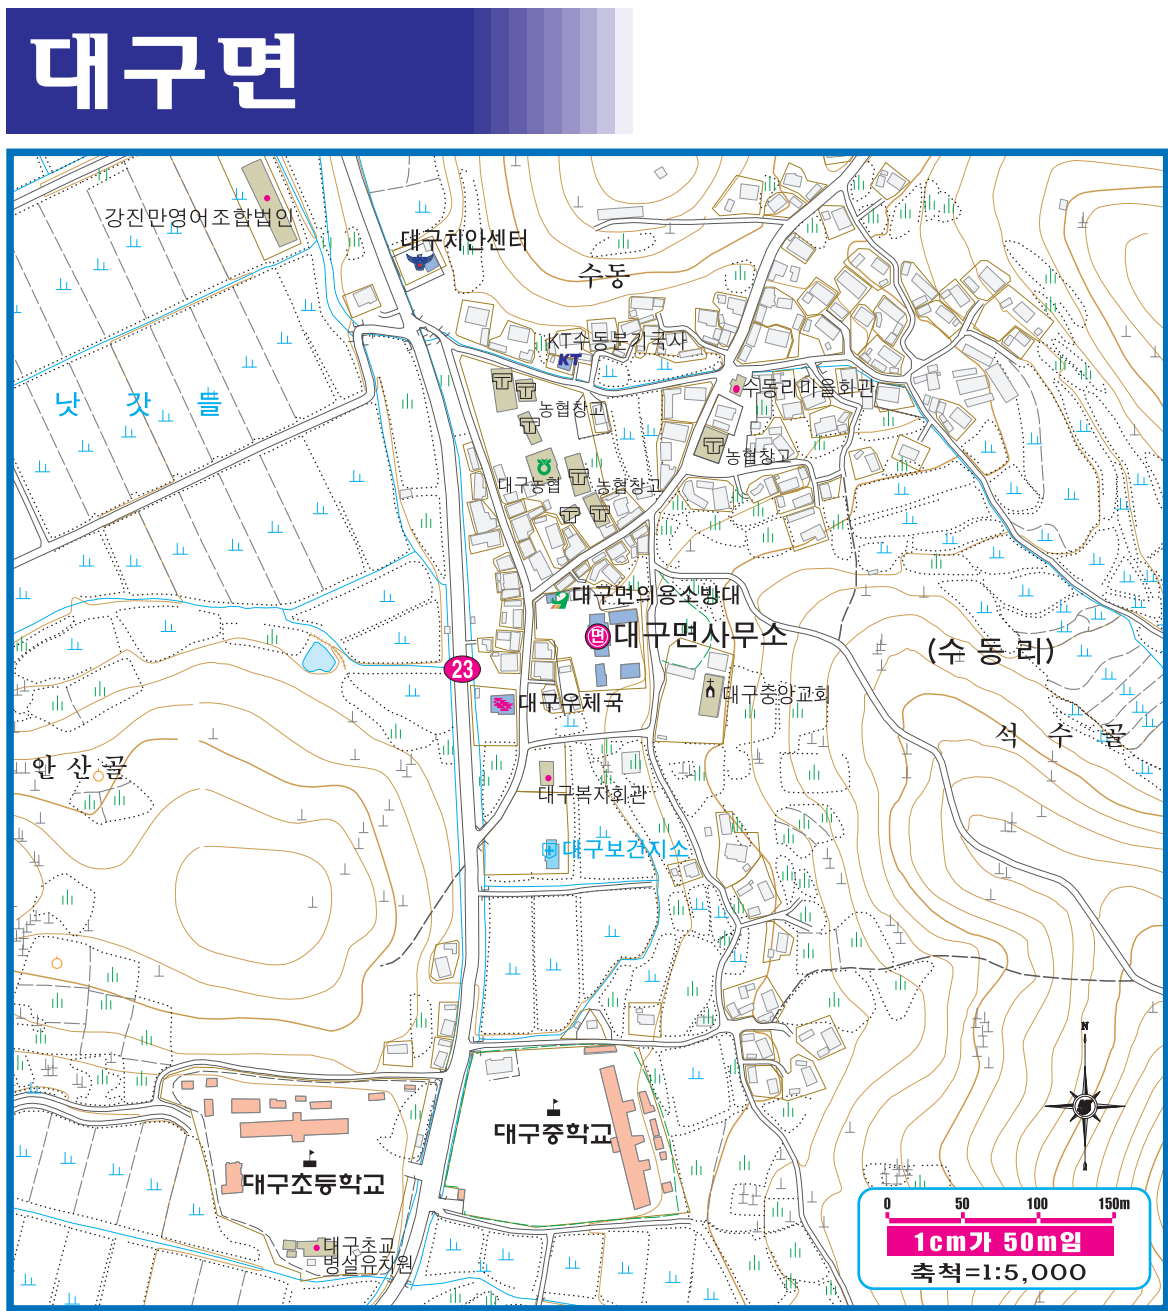 대구면
강진만영어조합법인
대구치안센터
수동
KT수동분기국사
KT
낫 갓 들
수동리마을회관
농협창고
농협창고
대구농협
농협창고
대구면의용소방대
면
대구면사무소
(수 동 리)
23
대구우체국
대구중앙교회
석 수 골
안 산 골
대구복지회관
대구보건지소
N
대구중학교
대구초등학교
대구초교
병설유치원
0 50 100 150m
1cm가 50m임
축척=1:5,000